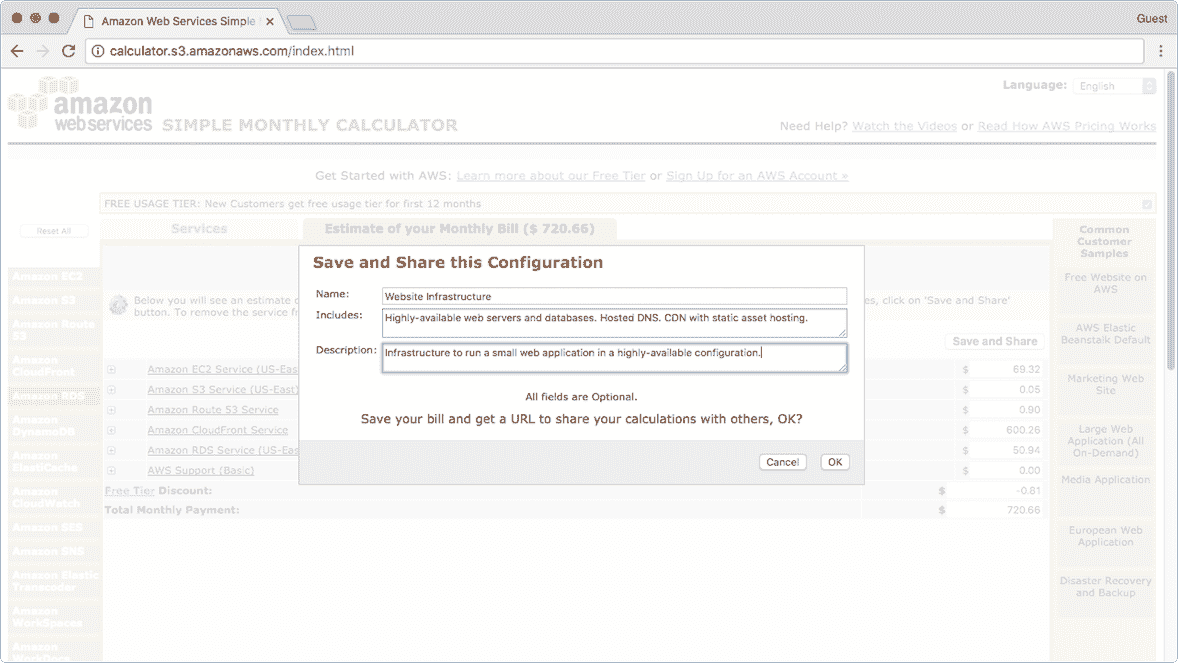 Amazon Web Services Simple
Guest
calculator.s3.amazonaws.com/index.html
Language: English
amazon
web services
SIMPLE MONTHLY CALCULATOR
Need Help? Watch the Videos or Read How AWS Pricing Works
Get Started with AWS: Learn more about our Free Tier or Sign Up for an AWS Account »
FREE USAGE TIER: New Customers get free usage tier for first 12 months
Reset All
Services
Estimate of your Monthly Bill ($ 720.66)
Common
Customer
Samples
Amazon EC2
Amazon S3
Amazon Route
53
Amazon
CloudFront
Amazon RDS
Amazon
DynamoDB
Amazon
ElastiCache
Amazon
CloudWatch
Amazon SES
Amazon SNS
Amazon Elastic
Transcoder
Amazon
WorkSpaces
Amazon
WorkDocs
Below you will see an estimate
es, click on 'Save and Share'
button. To remove the service
Save and Share
Save and Share this Configuration
Name: Website Infrastructure
Includes: Highly-available web servers and databases. Hosted DNS. CDN with static asset hosting.
Description: Infrastructure to run a small web application in a highly-available configuration.
All fields are Optional.
Save your bill and get a URL to share your calculations with others, OK?
Cancel
OK
Amazon EC2 Service (US-Eas
$ 69.32
Amazon S3 Service (US-East)
$ 0.05
Amazon Route 53 Service
$ 0.90
Amazon CloudFront Service
$ 600.26
Amazon RDS Service (US-Eas
$ 50.94
AWS Support (Basic)
$ 0.00
Free Tier Discount:
$ -0.81
Total Monthly Payment:
$ 720.66
Free Website on
AWS
AWS Elastic
Beanstalk Default
Marketing Web
Site
Large Web
Application (All
On-Demand)
Media Application
European Web
Application
Disaster Recovery
and Backup